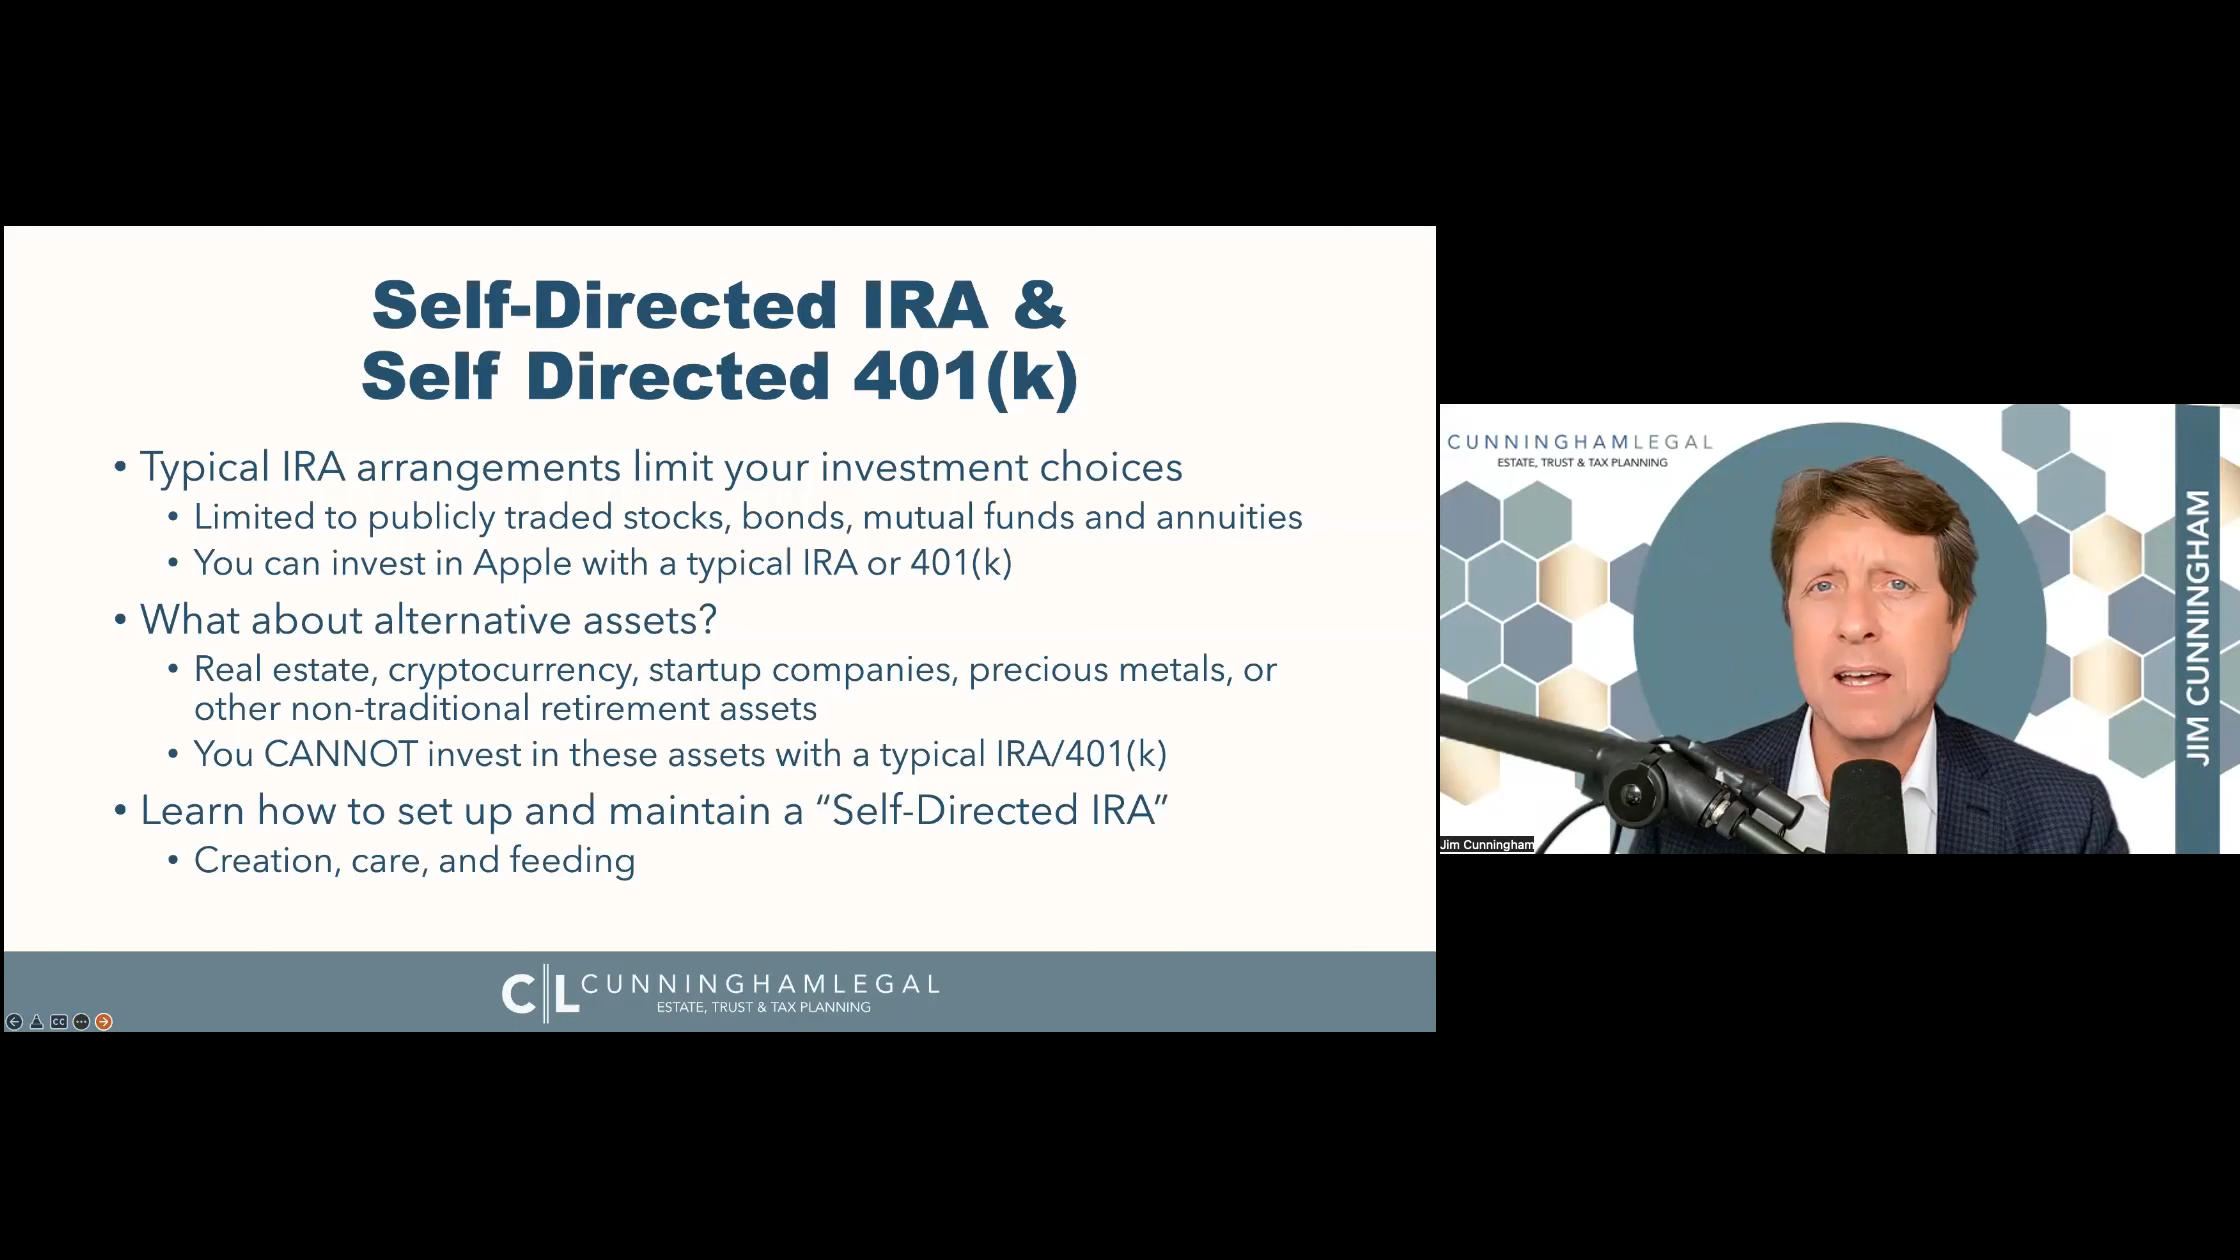 Self-Directed IRA &
Self Directed 401(k)
• Typical IRA arrangements limit your investment choices
• Limited to publicly traded stocks, bonds, mutual funds and annuities
• You can invest in Apple with a typical IRA or 401(k)
• What about alternative assets?
• Real estate, cryptocurrency, startup companies, precious metals, or
other non-traditional retirement assets
• You CANNOT invest in these assets with a typical IRA/401(k)
• Learn how to set up and maintain a “Self-Directed IRA”
• Creation, care, and feeding
CL CUNNINGHAMLEGAL
ESTATE, TRUST & TAX PLANNING
CC
CUNNINGHAMLEGAL
ESTATE, TRUST & TAX PLANNING
JIM CUNNINGHAM
Jim Cunningham